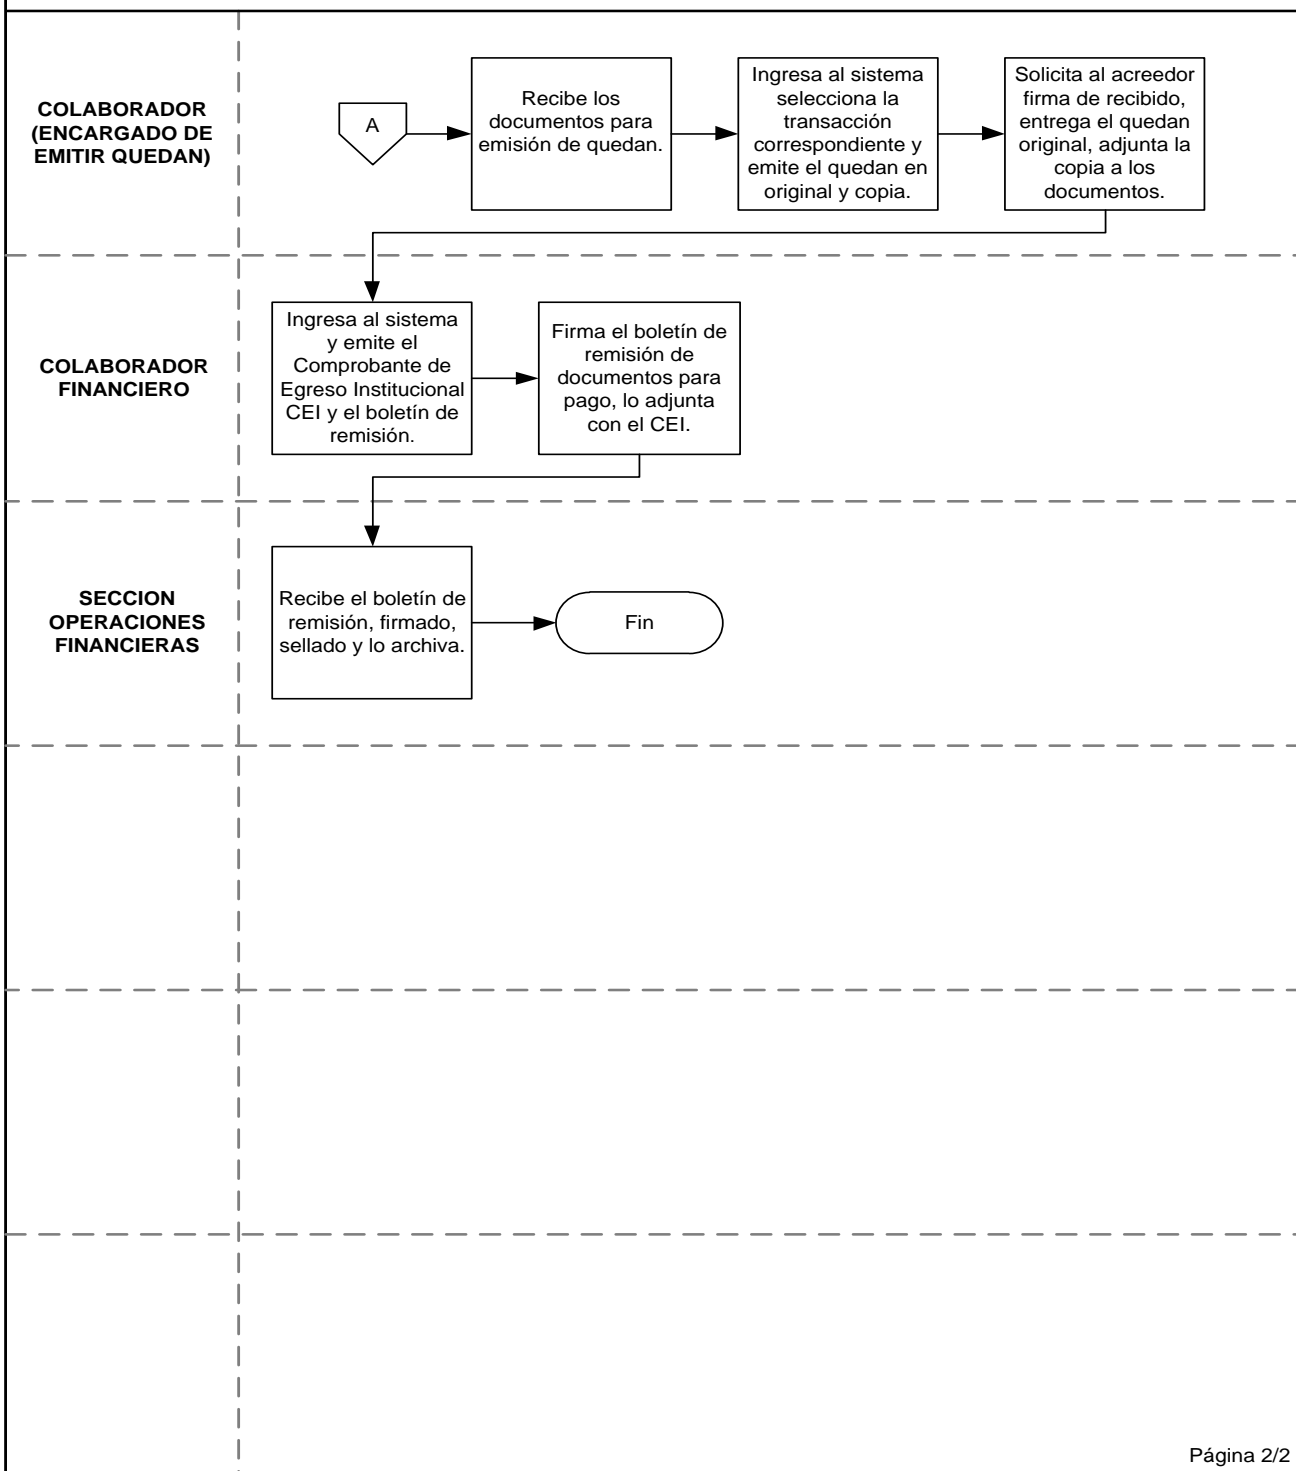 COLABORADOR
(ENCARGADO DE
EMITIR QUEDAN)
A
Recibe los
documentos para
emisión de quedan.
Ingresa al sistema
selecciona la
transacción
correspondiente y
emite el quedan en
original y copia.
Solicita al acreedor
firma de recibido,
entrega el quedan
original, adjunta la
copia a los
documentos.
COLABORADOR
FINANCIERO
Ingresa al sistema
y emite el
Comprobante de
Egreso Institucional
CEI y el boletín de
remisión.
Firma el boletín de
remisión de
documentos para
pago, lo adjunta
con el CEI.
SECCION
OPERACIONES
FINANCIERAS
Recibe el boletín de
remisión, firmado,
sellado y lo archiva.
Fin
Página 2/2